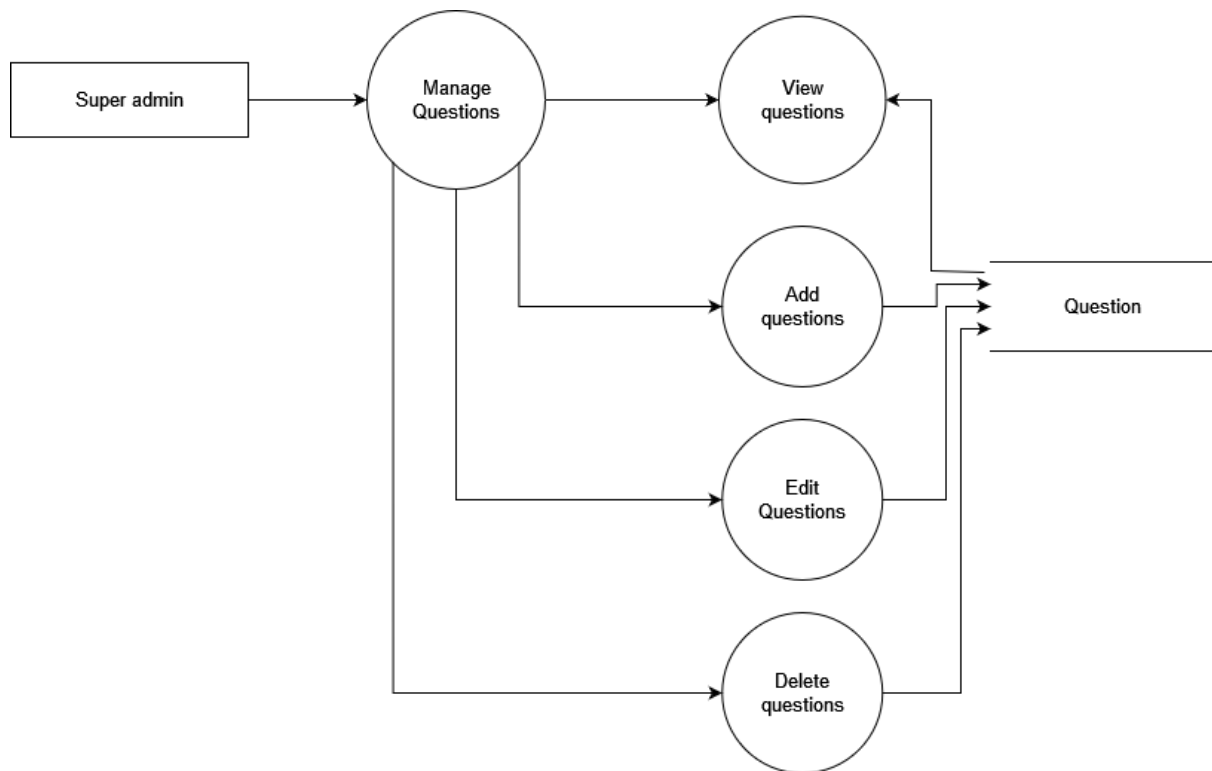 Super admin
Manage
Questions
View
questions
Add
questions
Question
Edit
Questions
Delete
questions